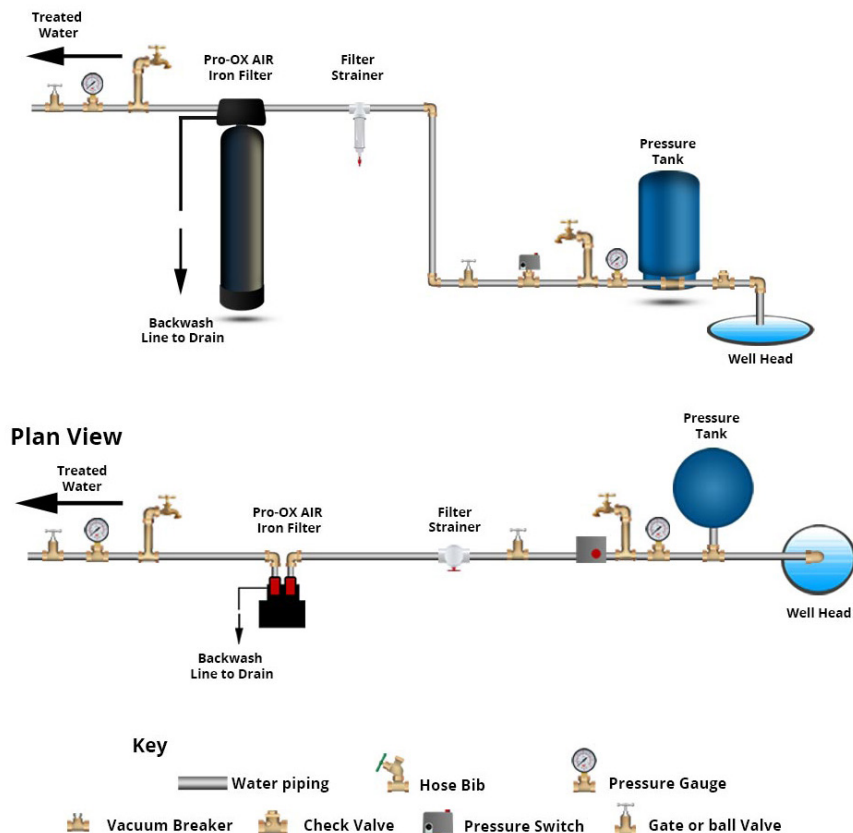 Treated
Water
Pro-OX AIR
Iron Filter
Filter
Strainer
Pressure
Tank
Backwash
Line to Drain
Well Head
Plan View
Treated
Water
Pro-OX AIR
Iron Filter
Filter
Strainer
Pressure
Tank
Well Head
Backwash
Line to Drain
Key
Water piping
Hose Bib
Pressure Gauge
Vacuum Breaker
Check Valve
Pressure Switch
Gate or ball Valve